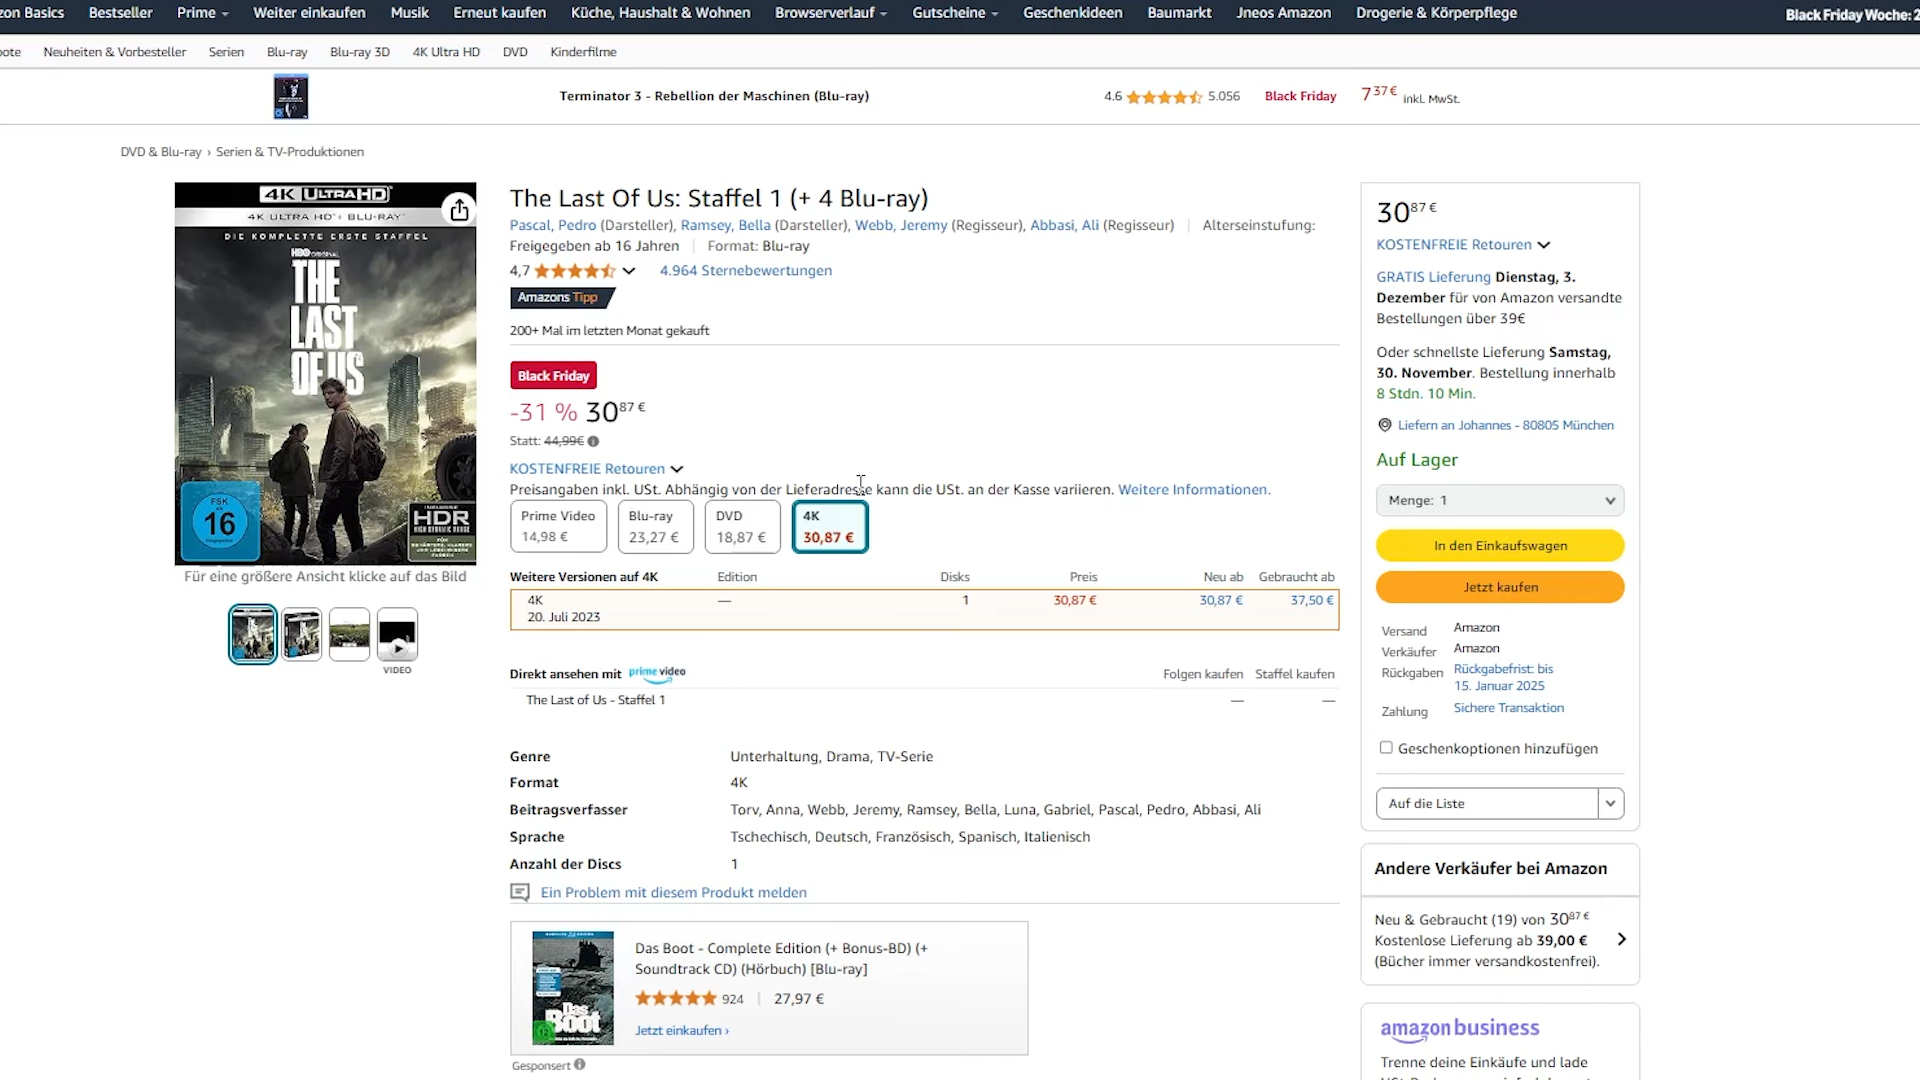 zon Basics Bestseller Prime Weiter einkaufen Musik Erneut kaufen Küche, Haushalt & Wohnen Browserverlauf Gutscheine Geschenkideen Baumarkt Jneos Amazon Drogerie & Körperpflege Black Friday Woche: 2
ote Neuheiten & Vorbesteller Serien Blu-ray Blu-ray 3D 4K Ultra HD DVD Kinderfilme
Terminator 3 - Rebellion der Maschinen (Blu-ray) 4.6 5.056 Black Friday 7 37 € inkl. MwSt.
DVD & Blu-ray › Serien & TV-Produktionen
4K ULTRAHD
4K ULTRA HD + BLU-RAY
DIE KOMPLETTE ERSTE STAFFEL
HBO ORIGINAL
THE
LAST
OF US
FSK
ab
16
Jahren
INKLUSIVE
HDR
HIGH DYNAMIC RANGE
Für eine größere Ansicht klicke auf das Bild
VIDEO
The Last Of Us: Staffel 1 (+ 4 Blu-ray)
Pascal, Pedro (Darsteller), Ramsey, Bella (Darsteller), Webb, Jeremy (Regisseur), Abbasi, Ali (Regisseur) | Alterseinstufung:
Freigegeben ab 16 Jahren | Format: Blu-ray
4,7 4.964 Sternebewertungen
Amazons Tipp
200+ Mal im letzten Monat gekauft
Black Friday
-31 % 30 87 €
Statt: 44,99€
KOSTENFREIE Retouren
Preisangaben inkl. USt. Abhängig von der Lieferadresse kann die USt. an der Kasse variieren. Weitere Informationen.
Prime Video Blu-ray DVD 4K
14,98 € 23,27 € 18,87 € 30,87 €
Weitere Versionen auf 4K Edition Disks Preis Neu ab Gebraucht ab
4K — 1 30,87 € 30,87 € 37,50 €
20. Juli 2023
Direkt ansehen mit prime video Folgen kaufen Staffel kaufen
The Last of Us - Staffel 1 — —
Genre Unterhaltung, Drama, TV-Serie
Format 4K
Beitragsverfasser Torv, Anna, Webb, Jeremy, Ramsey, Bella, Luna, Gabriel, Pascal, Pedro, Abbasi, Ali
Sprache Tschechisch, Deutsch, Französisch, Spanisch, Italienisch
Anzahl der Discs 1
Ein Problem mit diesem Produkt melden
Das Boot
Das Boot - Complete Edition (+ Bonus-BD) (+
Soundtrack CD) (Hörbuch) [Blu-ray]
924 | 27,97 €
Jetzt einkaufen ›
Gesponsert
30 87 €
KOSTENFREIE Retouren
GRATIS Lieferung Dienstag, 3.
Dezember für von Amazon versandte
Bestellungen über 39€
Oder schnellste Lieferung Samstag,
30. November. Bestellung innerhalb
8 Stdn. 10 Min.
Liefern an Johannes - 80805 München
Auf Lager
Menge: 1
In den Einkaufswagen
Jetzt kaufen
Versand Amazon
Verkäufer Amazon
Rückgaben Rückgabefrist: bis
15. Januar 2025
Zahlung Sichere Transaktion
Geschenkoptionen hinzufügen
Auf die Liste
Andere Verkäufer bei Amazon
Neu & Gebraucht (19) von 30 87 €
Kostenlose Lieferung ab 39,00 €
(Bücher immer versandkostenfrei).
amazon business
Trenne deine Einkäufe und lade